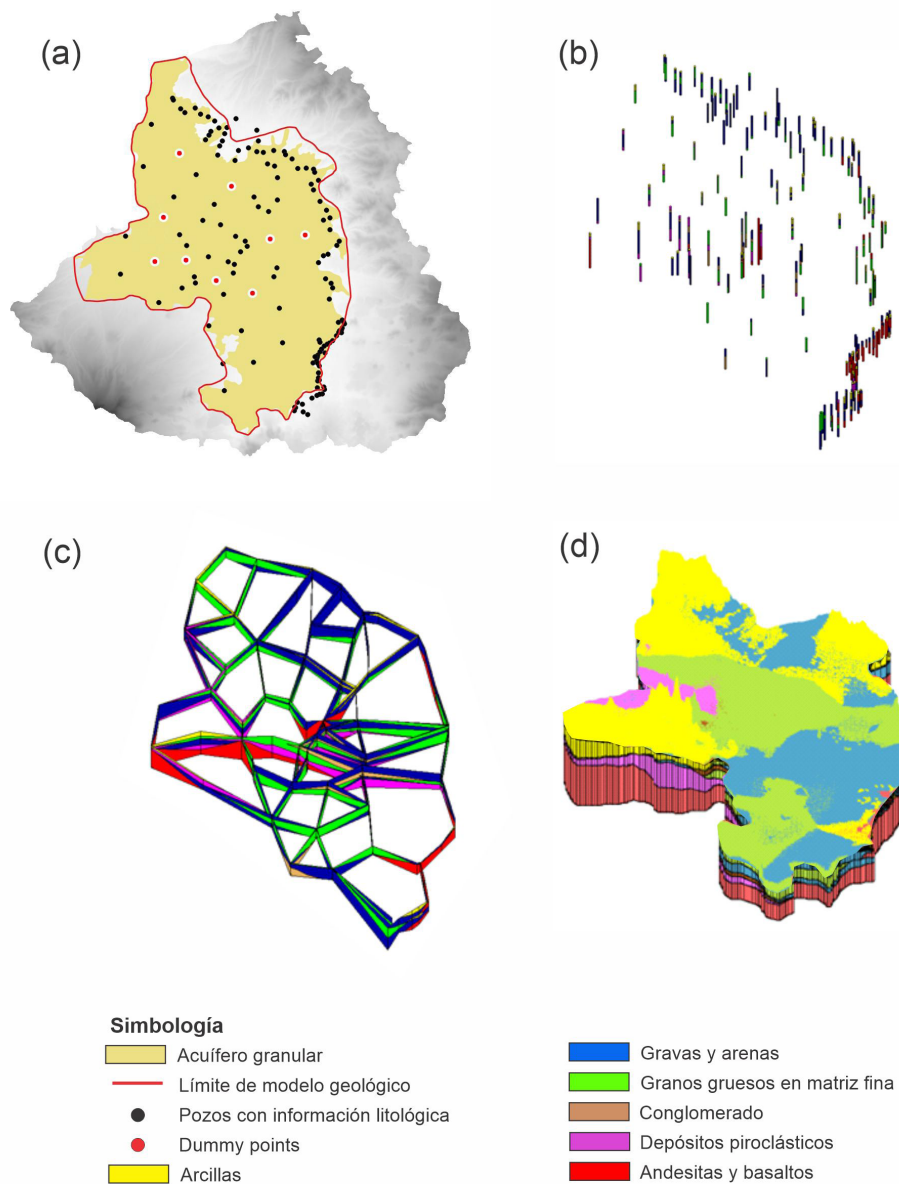 (a)
(b)
(c)
(d)
Simbología
Acuífero granular
Límite de modelo geológico
Pozos con información litológica
Dummy points
Arcillas
Gravas y arenas
Granos gruesos en matriz fina
Conglomerado
Depósitos piroclásticos
Andesitas y basaltos